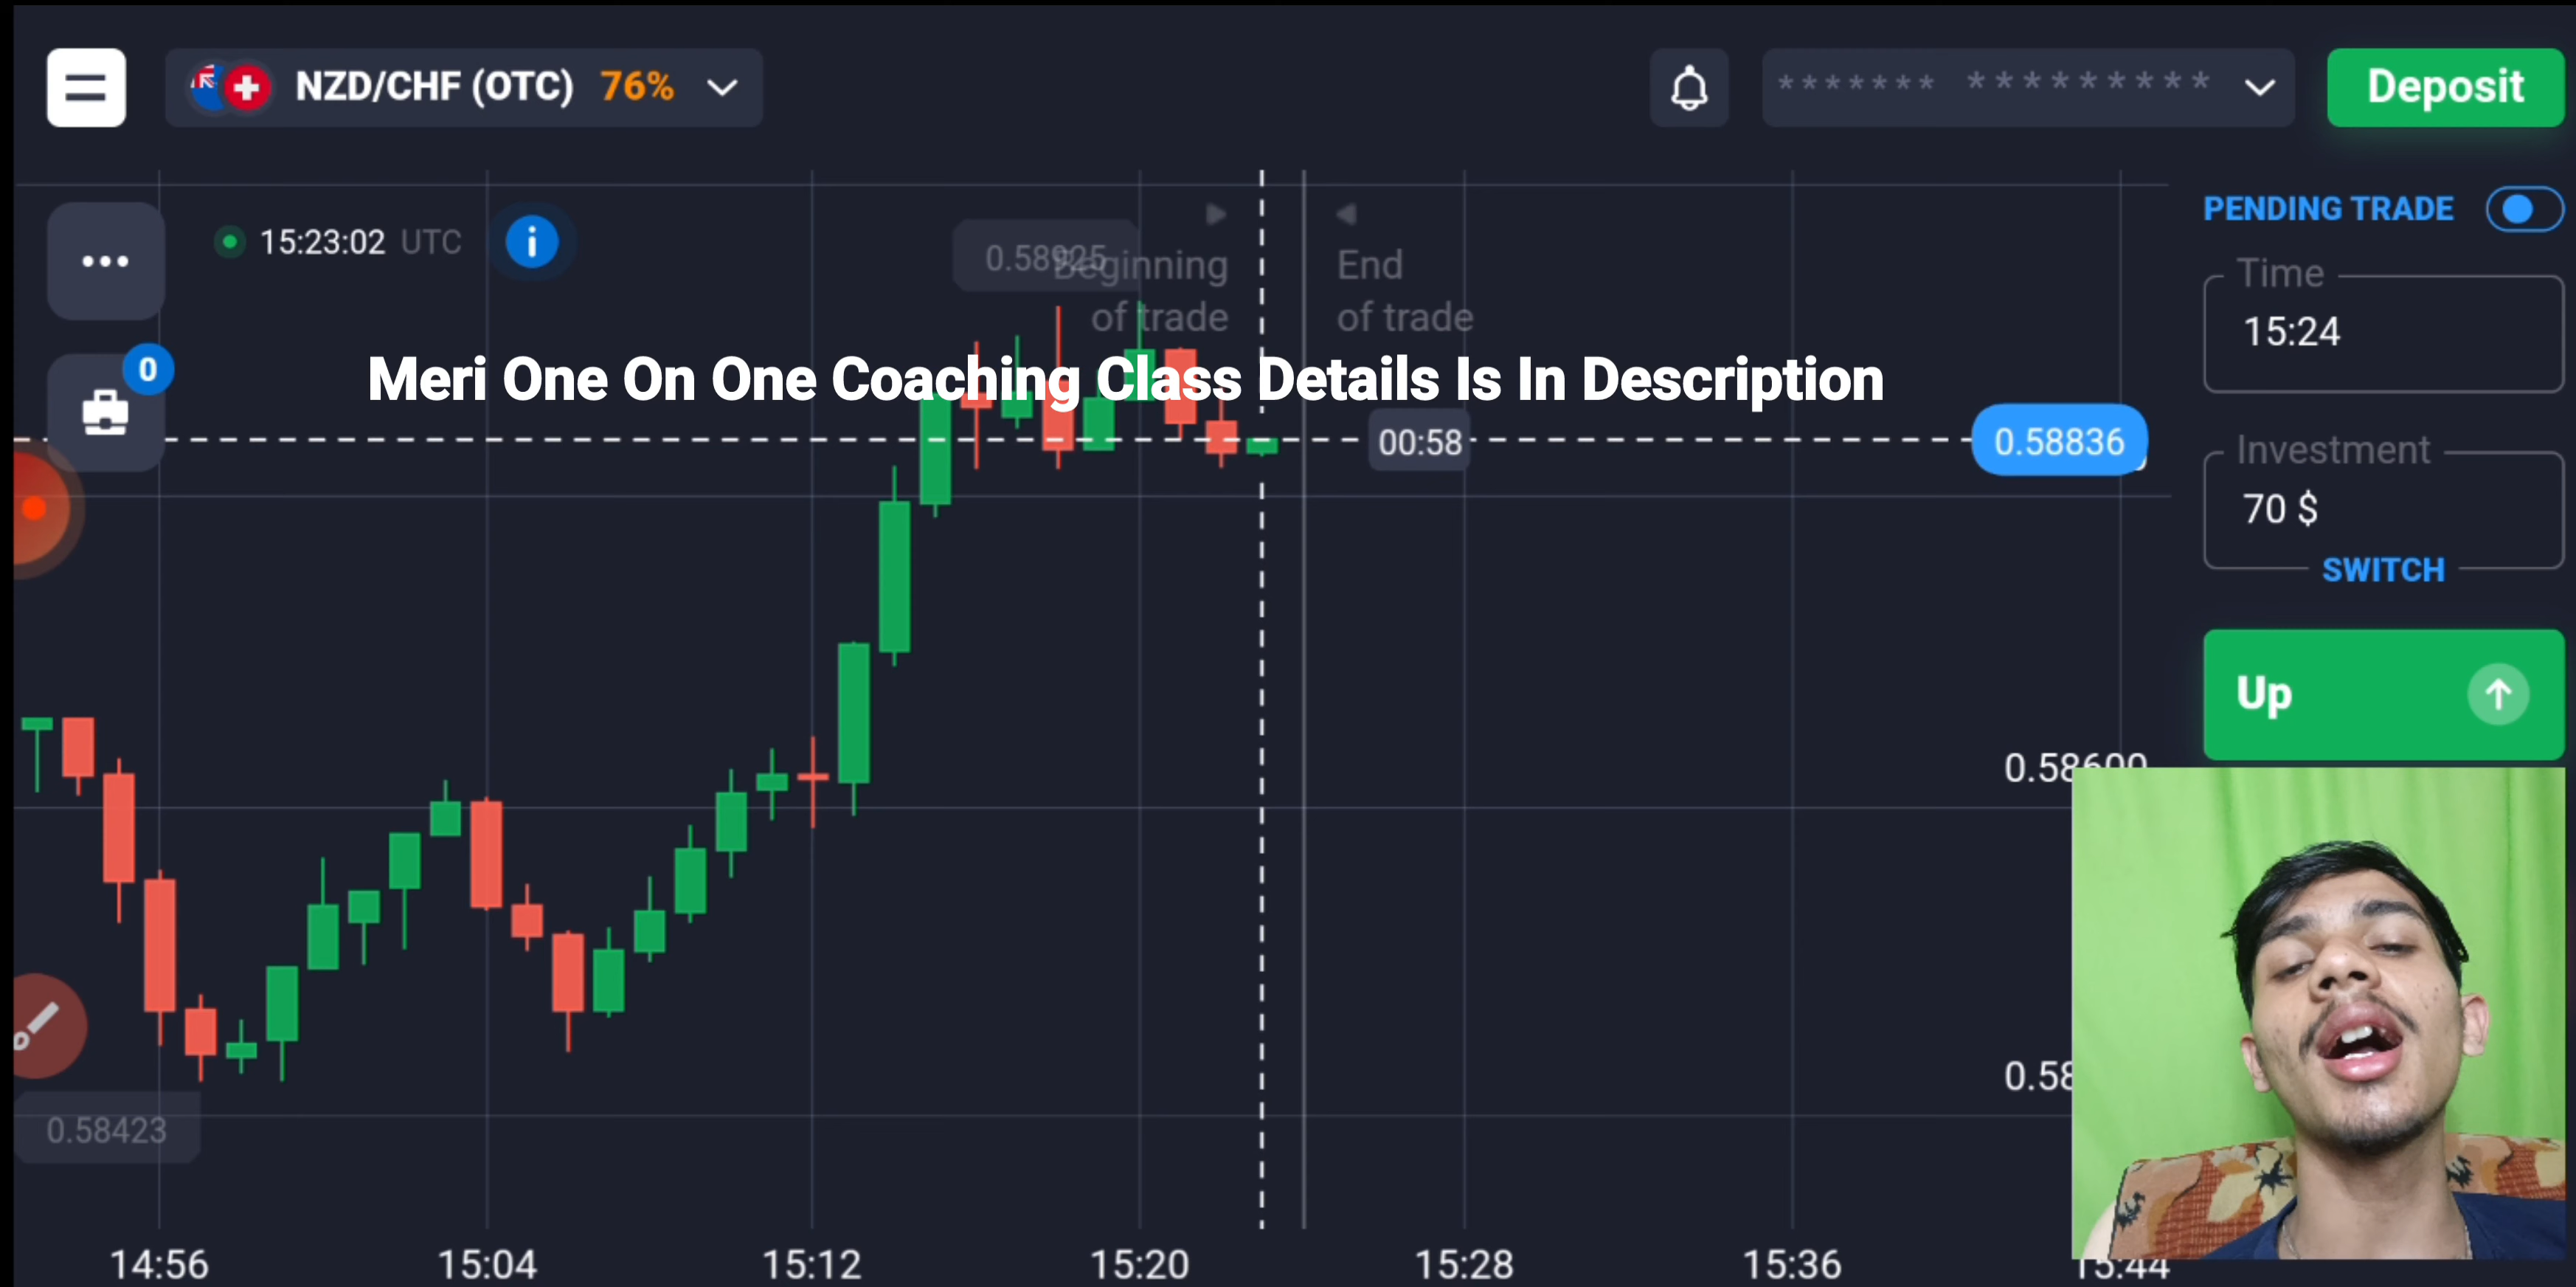 NZD/CHF (OTC) 76%
******* *********
Deposit
15:23:02 UTC
i
0.58925
Beginning
of trade
End
of trade
PENDING TRADE
Time
15:24
0
Meri One On One Coaching Class Details Is In Description
00:58
0.58836
Investment
70 $
SWITCH
Up
0.58600
0.58423
14:56 15:04 15:12 15:20 15:28 15:36 15:44